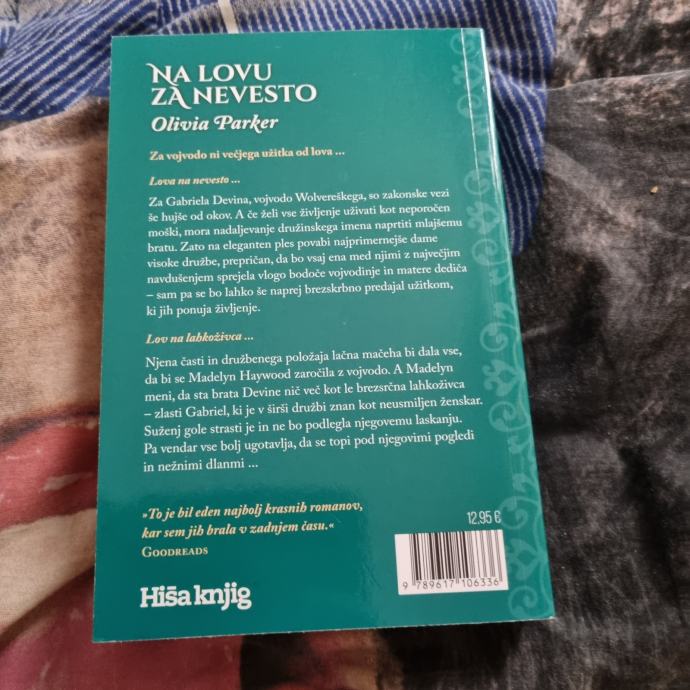 NA LOVU
ZA NEVESTO
Olivia Parker
Za vojvodo ni večjega užitka od lova ...
Lova na nevesto ...
Za Gabriela Devina, vojvodo Wolvereškega, so zakonske vezi
še hujše od okov. A če želi vse življenje uživati kot neporočen
moški, mora nadaljevanje družinskega imena naprtiti mlajšemu
bratu. Zato na eleganten ples povabi najprimernejše dame
visoke družbe, prepričan, da bo vsaj ena med njimi z največjim
navdušenjem sprejela vlogo bodoče vojvodinje in matere dediča
– sam pa se bo lahko še naprej brezskrbno predajal užitkom,
ki jih ponuja življenje.
Lov na lahkoživca ...
Njena časti in družbenega položaja lačna mačeha bi dala vse,
da bi se Madelyn Haywood zaročila z vojvodo. A Madelyn
meni, da sta brata Devine nič več kot le brezsrčna lahkoživca
– zlasti Gabriel, ki je v širši družbi znan kot neusmiljen ženskar.
Suženj gole strasti je in ne bo podlegla njegovemu laskanju.
Pa vendar vse bolj ugotavlja, da se topi pod njegovimi pogledi
in nežnimi dlanmi ...
»To je bil eden najbolj krasnih romanov,
kar sem jih brala v zadnjem času.«
GOODREADS
12,95 €
Hiša knjig
9 789617 106336